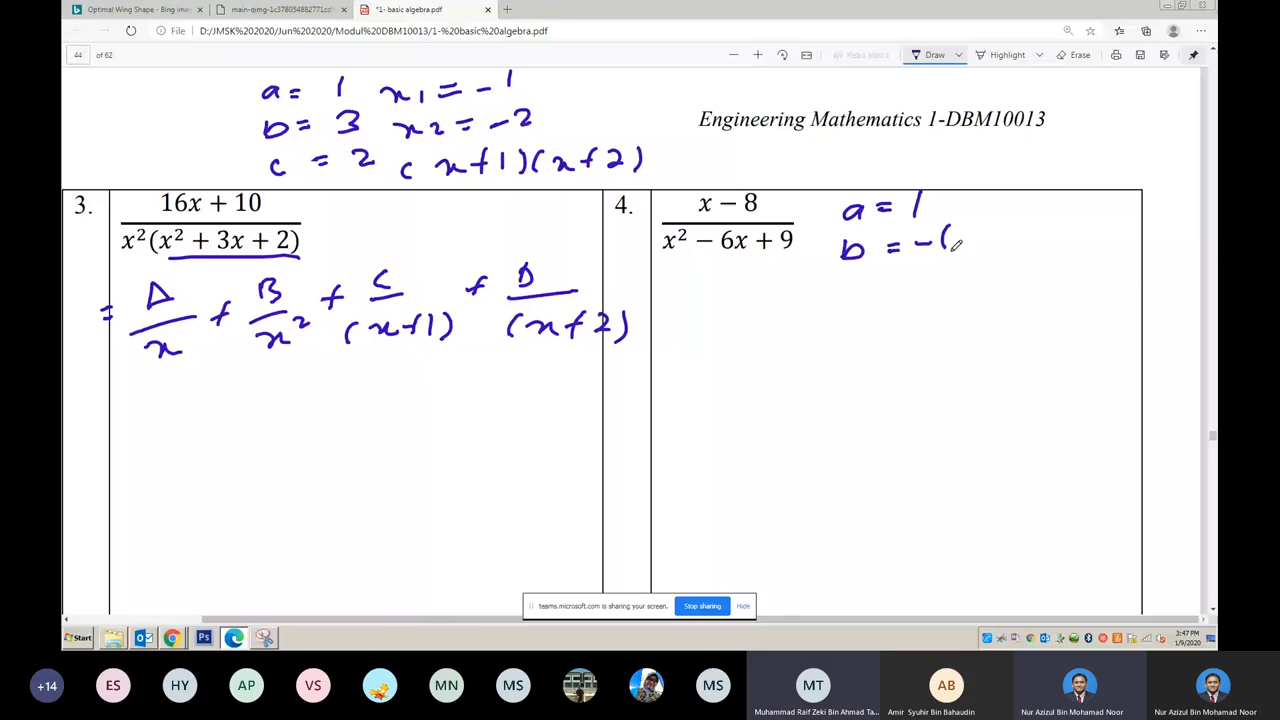 Optimal Wing Shape - Bing imag
main-qimg-1c3780548827​71cd
*1- basic algebra.pdf
File
D:/JMSK%202020/Jun%202020/Modul%20DBM10013/1-%20basic%20algebra.pdf
44 of 62
Draw
Highlight
Erase
a = 1 x1 = -1
b = 3 x2 = -2
c = 2 (x+1)(x+2)
Engineering Mathematics 1-DBM10013
3. 16x + 10
x²(x² + 3x + 2)
= A/x + B/x² + C/(x+1) + D/(x+2)
4. x − 8
x² − 6x + 9
a = 1
b = -(
teams.microsoft.com is sharing your screen. Stop sharing Hide
Start
3:47 PM
1/9/2020
+14 ES HY AP VS MN MS MS MT AB
Muhammad Raif Zeki Bin Ahmad Ta...
Amir Syuhir Bin Bahaudin
Nur Azizul Bin Mohamad Noor
Nur Azizul Bin Mohamad Noor